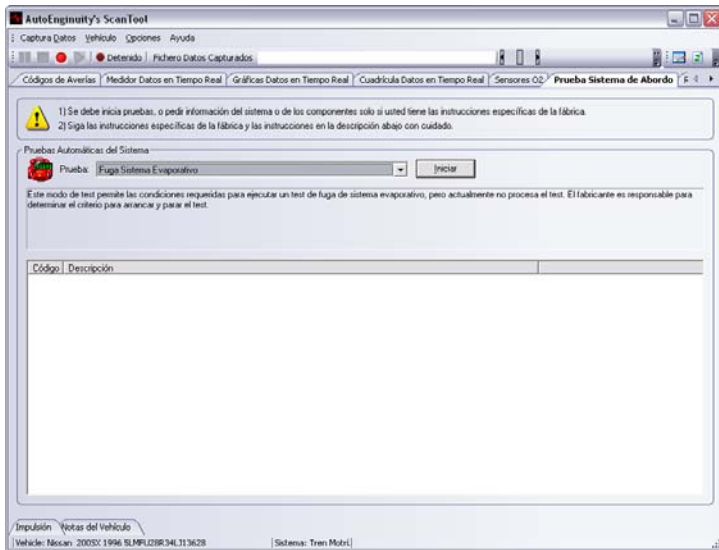 AutoEnginuity's ScanTool
Captura Datos Vehículo Opciones Ayuda
Detenido Fichero Datos Capturados
Códigos de Averías Medidor Datos en Tiempo Real Gráficas Datos en Tiempo Real Cuadrícula Datos en Tiempo Real Sensores O2 Prueba Sistema de Abordo
1) Se debe inicia pruebas, o pedir información del sistema o de los componentes solo si usted tiene las instrucciones específicas de la fábrica.
2) Siga las instrucciones específicas de la fábrica y las instrucciones en la descripción abajo con cuidado.
Pruebas Automáticas del Sistema
Prueba: Fuga Sistema Evaporativo Iniciar
Este modo de test permite las condiciones requeridas para ejecutar un test de fuga de sistema evaporativo, pero actualmente no procesa el test. El fabricante es responsable para
determinar el criterio para arrancar y parar el test.
Código Descripción
Impulsión Notas del Vehículo
Vehicle: Nissan 200SX 1996 5LMFU28R34LJ13628 Sistema: Tren Motri.